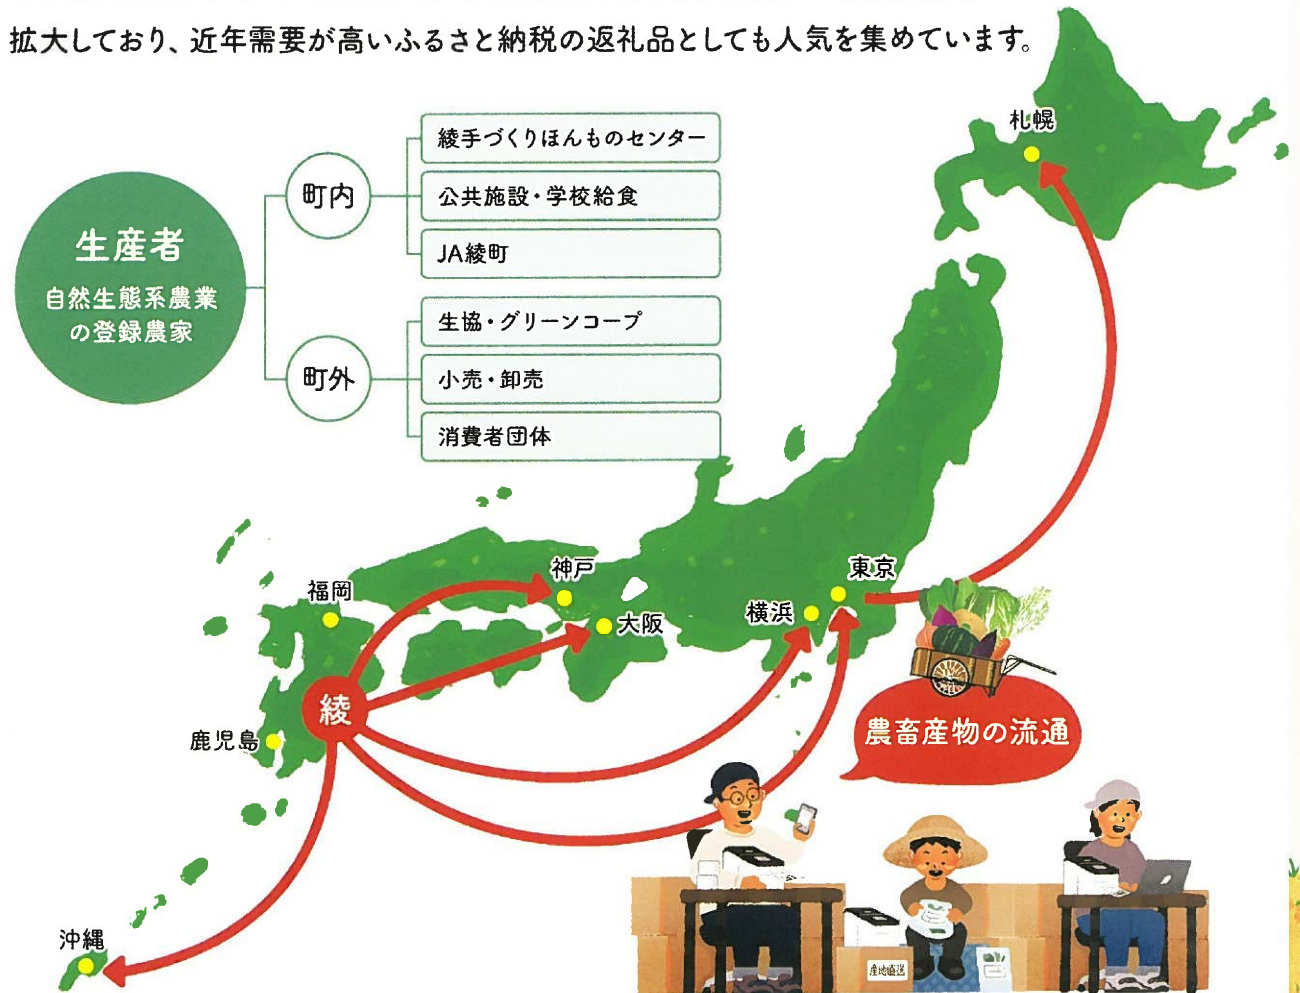 拡大しており、近年需要が高いふるさと納税の返礼品としても人気を集めています。
生産者
自然生態系農業
の登録農家
町内
綾手づくりほんものセンター
公共施設・学校給食
JA綾町
町外
生協・グリーンコープ
小売・卸売
消費者団体
札幌
東京
横浜
神戸
大阪
福岡
綾
鹿児島
沖縄
農畜産物の流通
産地直送